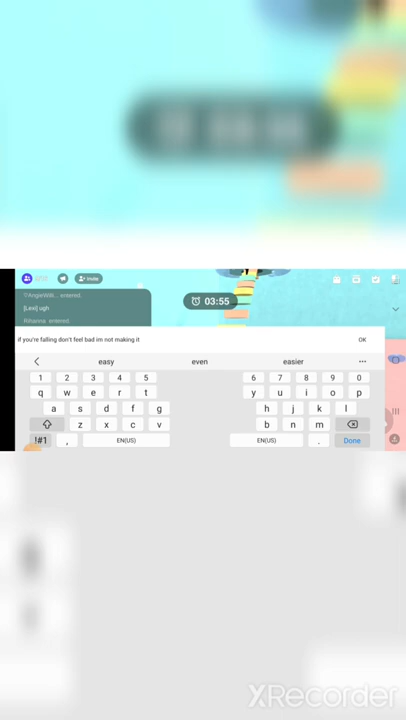 Invite
AngerWilt... entered.
[Lexi] ugh
Rihanna entered.
03:55
if you're falling don't feel bad im not making it
OK
easy even easier
1 2 3 4 5 6 7 8 9 0
q w e r t y u i o p
a s d f g h j k l
z x c v b n m
!#1 , EN(US) EN(US) . Done
XRecorder